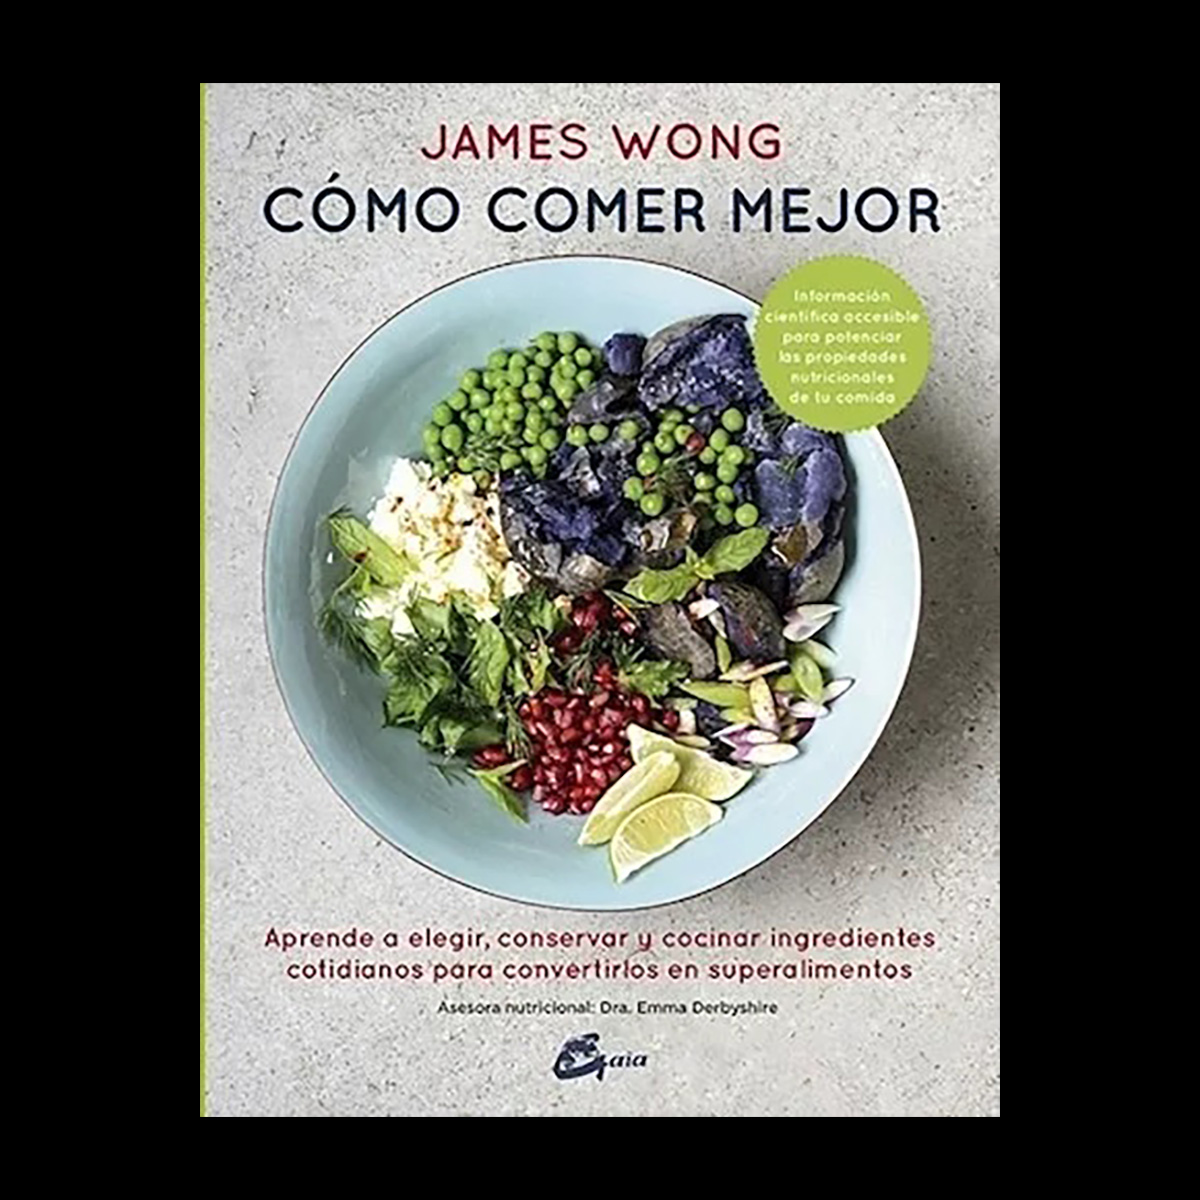 JAMES WONG
CÓMO COMER MEJOR
Información
científica accesible
para potenciar
las propiedades
nutricionales
de tu comida
Aprende a elegir, conservar y cocinar ingredientes
cotidianos para convertirlos en superalimentos
Asesora nutricional: Dra. Emma Derbyshire
Gaia